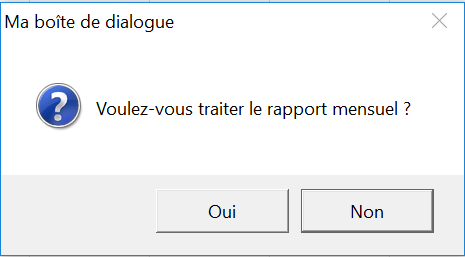 Ma boîte de dialogue
Voulez-vous traiter le rapport mensuel ?
Oui
Non